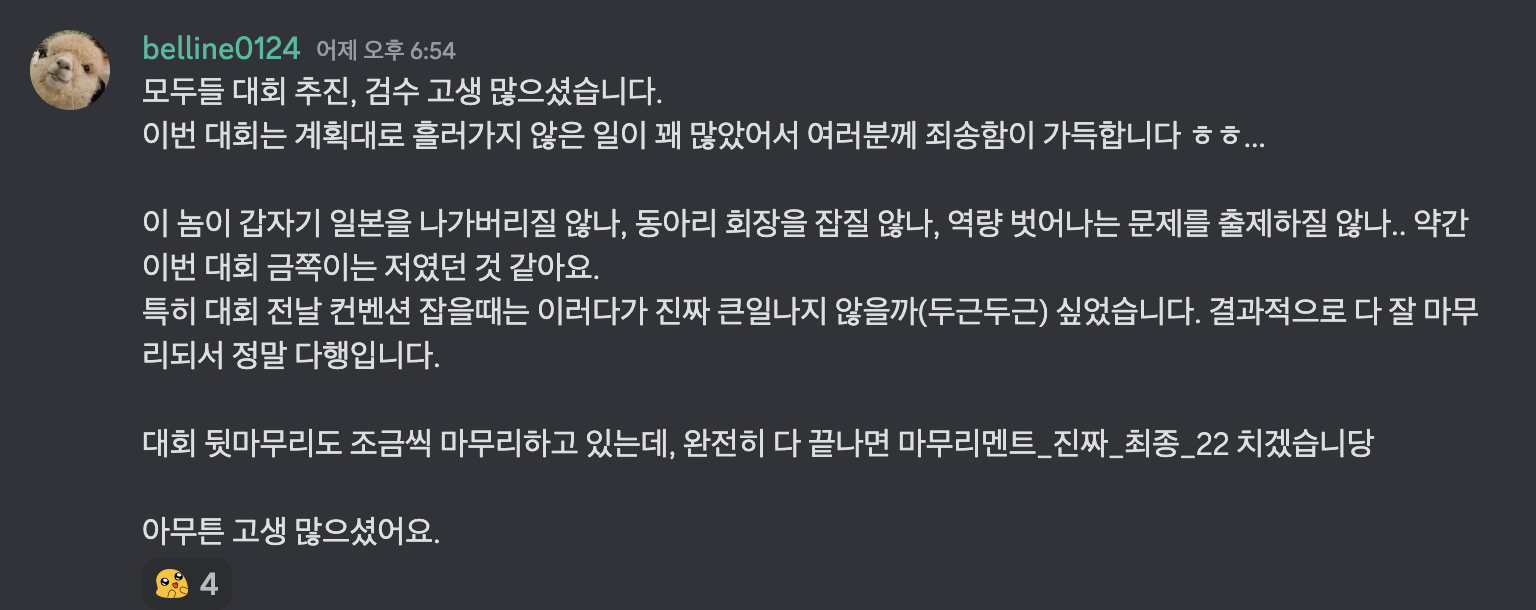 belline0124 어제 오후 6:54
모두들 대회 추진, 검수 고생 많으셨습니다.
이번 대회는 계획대로 흘러가지 않은 일이 꽤 많았어서 여러분께 죄송함이 가득합니다 ㅎㅎ...
이 놈이 갑자기 일본을 나가버리질 않나, 동아리 회장을 잡질 않나, 역량 벗어나는 문제를 출제하질 않나.. 약간
이번 대회 금쪽이는 저였던 것 같아요.
특히 대회 전날 컨벤션 잡을때는 이러다가 진짜 큰일나지 않을까(두근두근) 싶었습니다. 결과적으로 다 잘 마무
리되서 정말 다행입니다.
대회 뒷마무리도 조금씩 마무리하고 있는데, 완전히 다 끝나면 마무리멘트_진짜_최종_22 치겠습니당
아무튼 고생 많으셨어요.
4